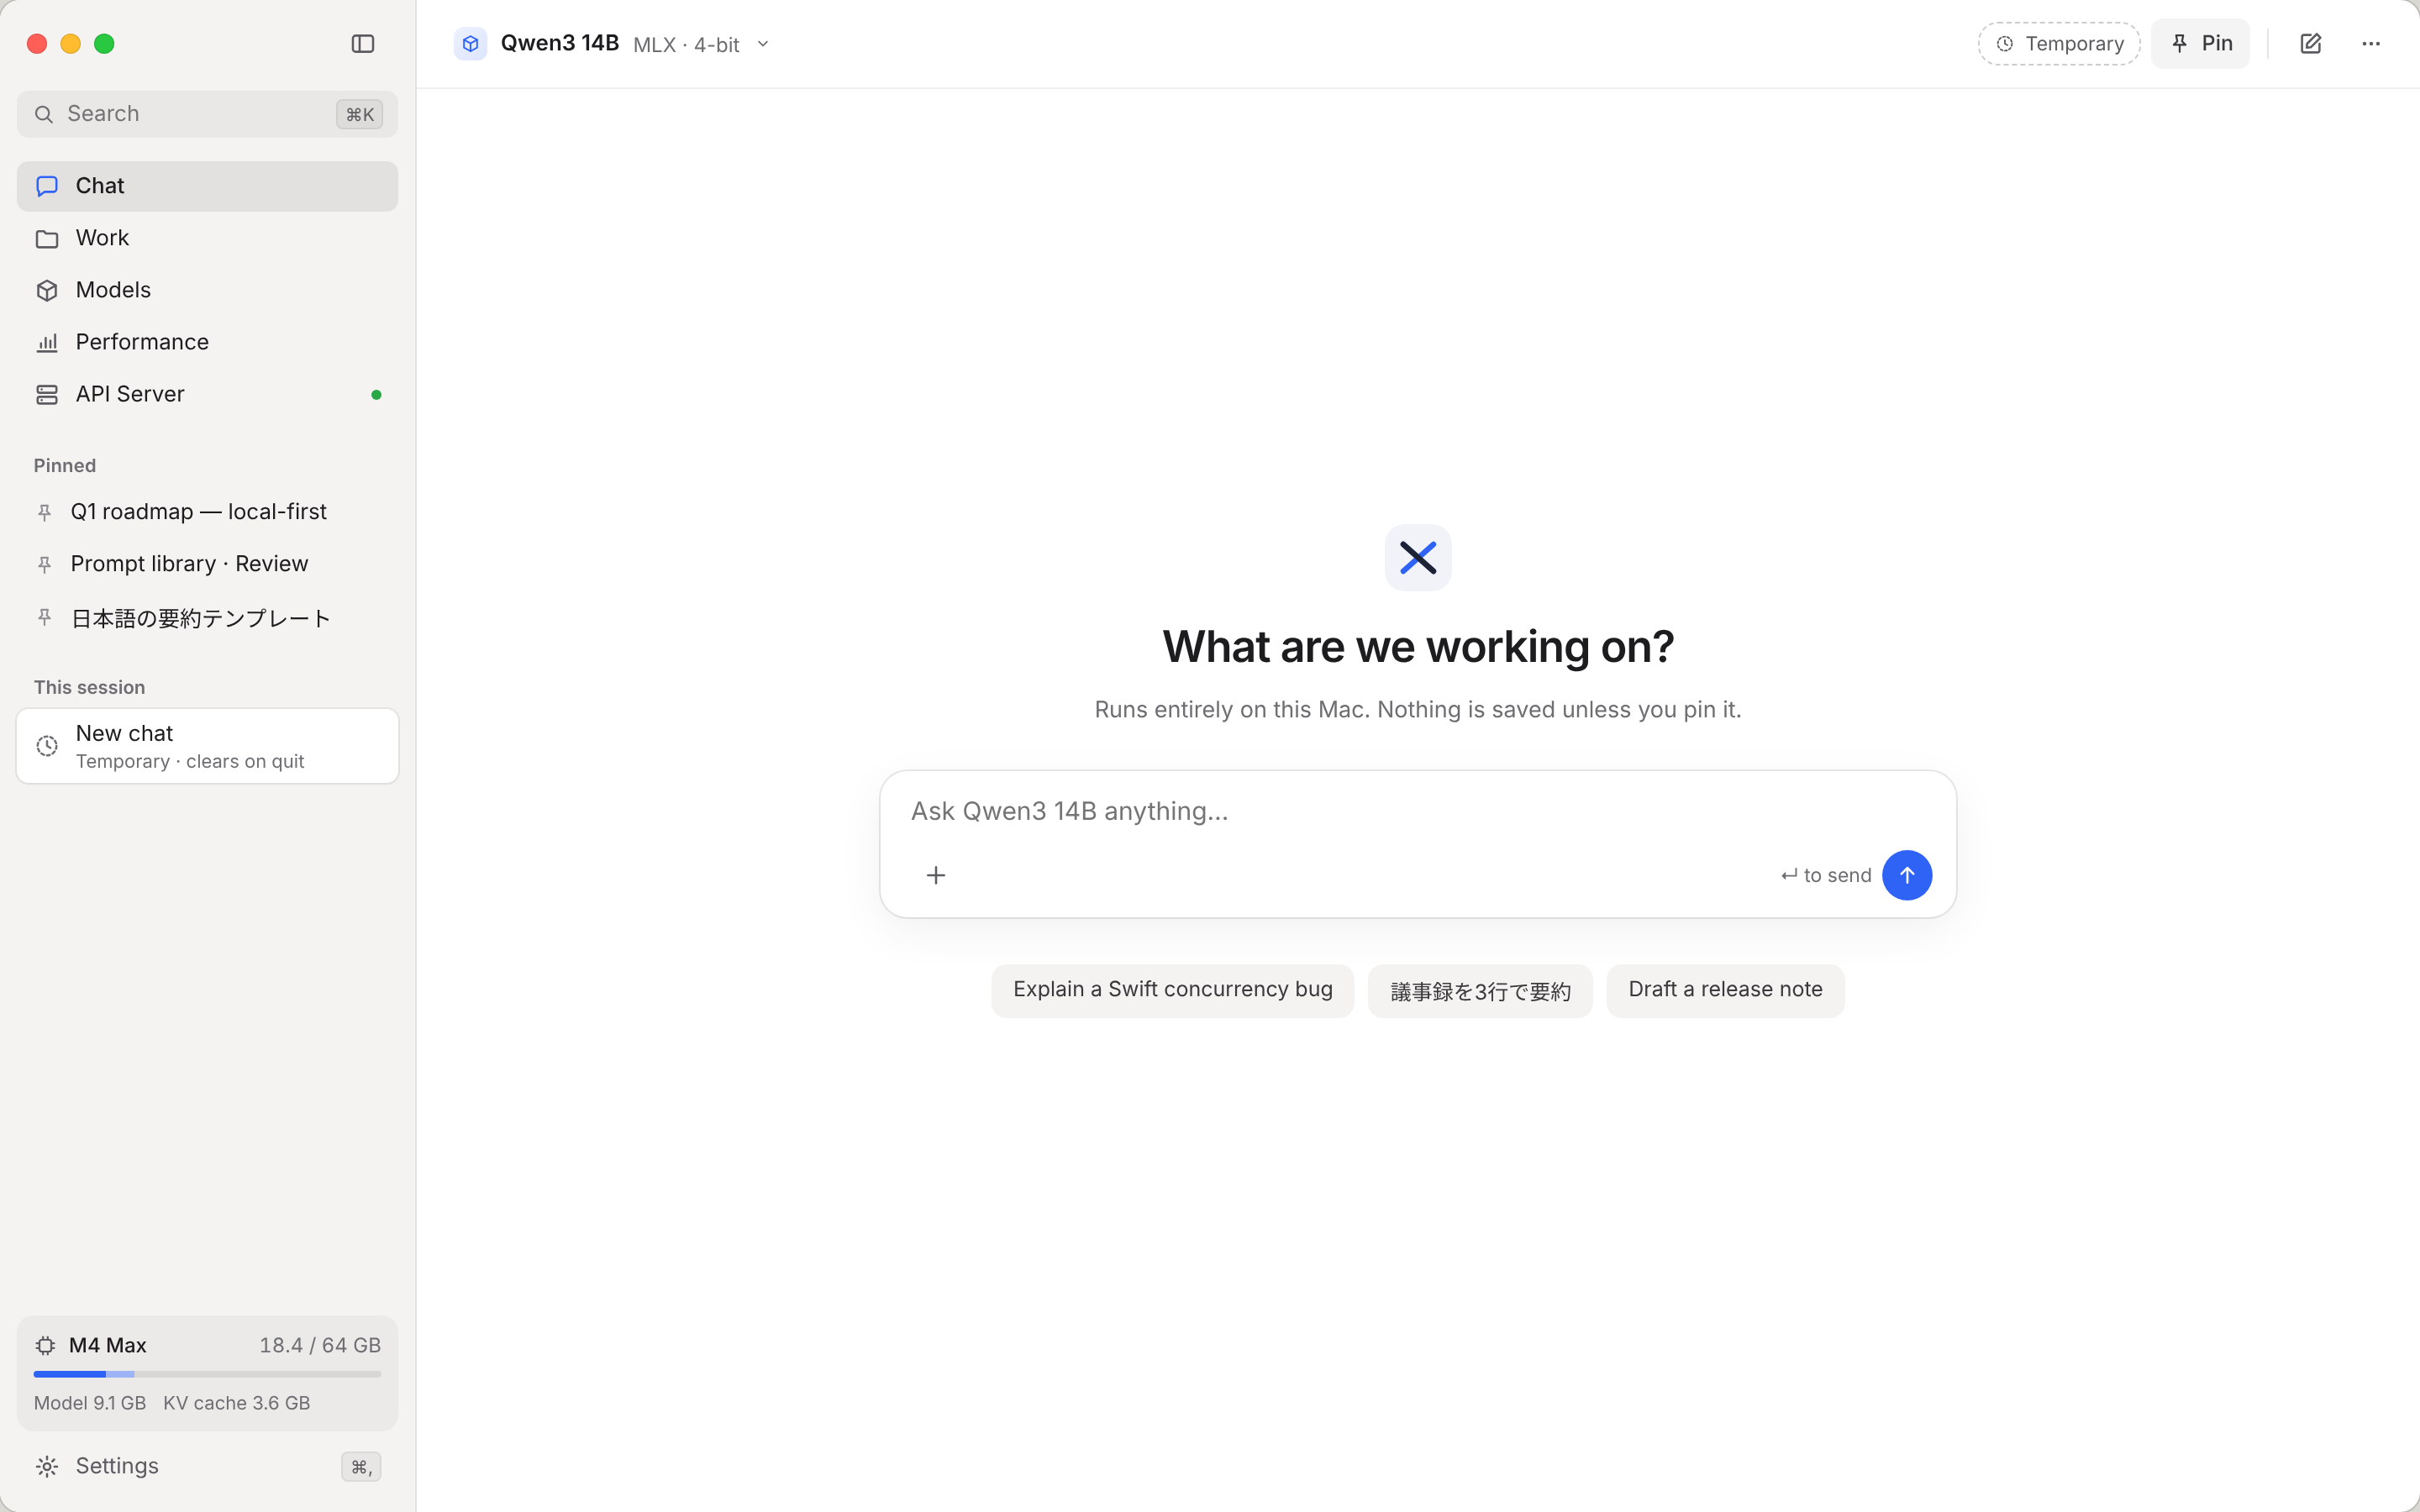 Search
⌘K
Chat
Work
Models
Performance
API Server
Pinned
Q1 roadmap — local-first
Prompt library · Review
日本語の要約テンプレート
This session
New chat
Temporary · clears on quit
M4 Max
18.4 / 64 GB
Model 9.1 GB KV cache 3.6 GB
Settings
⌘,
Qwen3 14B MLX · 4-bit
Temporary
Pin
What are we working on?
Runs entirely on this Mac. Nothing is saved unless you pin it.
Ask Qwen3 14B anything...
↵ to send
Explain a Swift concurrency bug
議事録を3行で要約
Draft a release note